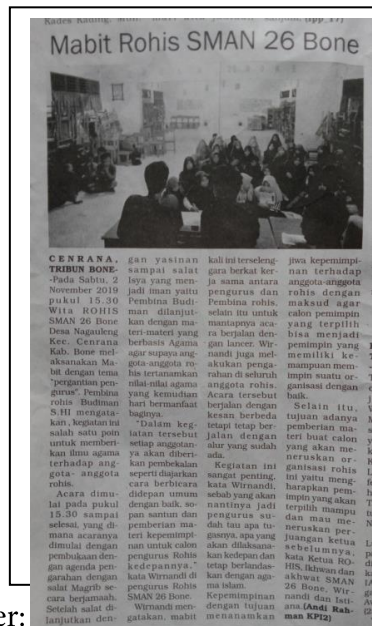 Mabit Rohis SMAN 26 Bone
CENRANA,
TRIBUN BONE-
-Pada Sabtu, 2
November 2019
pukul 15.30
Wita ROHIS
SMAN 26 Bone
Desa Nagauleng
Kec. Cenrana
Kab. Bone mel-
aksanakan Ma-
bit dengan tema
"pergantian pen-
gurus". Pembina
rohis Budiman
S.HI mengata-
kan , kegiatan ini
salah satu poin
untuk memberi-
kan ilmu agama
terhadap ang-
gota- anggota
rohis.
Acara dimu-
lai pada pukul
15.30 sampai
selesai, yang di-
mana acaranya
dimulai dengan
pembukaan den-
gan agenda pen-
garahan dengan
salat Magrib se-
cara berjamaah.
Setelah salat di-
lanjutkan den-
gan yasinan
sampai salat
Isya yang men-
jadi iman yaitu
Pembina Budi-
man dilanjut-
kan dengan ma-
teri-materi yang
berbasis Agama
agar supaya ang-
gota-anggota ro-
his tertanamkan
nilai-nilai agama
yang kemudian
hari bermanfaat
baginya.
"Dalam keg-
iatan tersebut
setiap anggotan-
ya akan diberi-
kan pembekalan
seperti diajarkan
cara berbicara
didepan umum
dengan baik, so-
pan santun dan
pemberian ma-
teri kepemimpi-
nan untuk calon
pengurus Rohis
kedepannya,"
kata Wirnandi di
pengurus Rohis
SMAN 26 Bone.
Wirnandi men-
gatakan, mabit
kali ini terseleng-
gara berkat ker-
ja sama antara
pengurus dan
Pembina rohis,
selain itu untuk
maniapnya aca-
ra berjalan den-
gan lancer. Wir-
nandi juga mel-
akukan penga-
rahan di seluruh
anggota rohis.
Acara tersebut
berjalan dengan
kesan berbeda
tetapi tetap ber-
jalan dengan
alur yang sudah
ada.
Kegiatan ini
sangat penting,
kata Wirnandi,
sebab yang akan
nantinya jadi
pengurus su-
dah tau apa tu-
gasnya, apa yang
akan dilaksana-
kan kedepan dan
tetap berlandas-
kan dengan aga-
ma islam.
Kepemimpinan
dengan tujuan
menanamkan
jiwa kepemimpi-
nan terhadap
anggota-anggota
rohis dengan
maksud agar
calon pemimpin
yang terpilih
bisa menjadi
pemimpin yang
memiliki ke-
mampuan mem-
impin suatu or-
ganisasi dengan
baik.
Selain itu,
tujuan adanya
pemberian ma-
teri buat calon
yang akan me-
neruskan or-
ganisasi rohis
ini yaitu meng-
harapkan pem-
impin yang akan
terpilih mampu
dan mau me-
neruskan per-
juangan ketua
sebelumnya,
kata Ketua RO-
HIS, Ikhwan dan
akhwat SMAN
26 Bone, Wir-
nandi dan Isti-
ana.(Andi Rah-
man KPI2)
er: